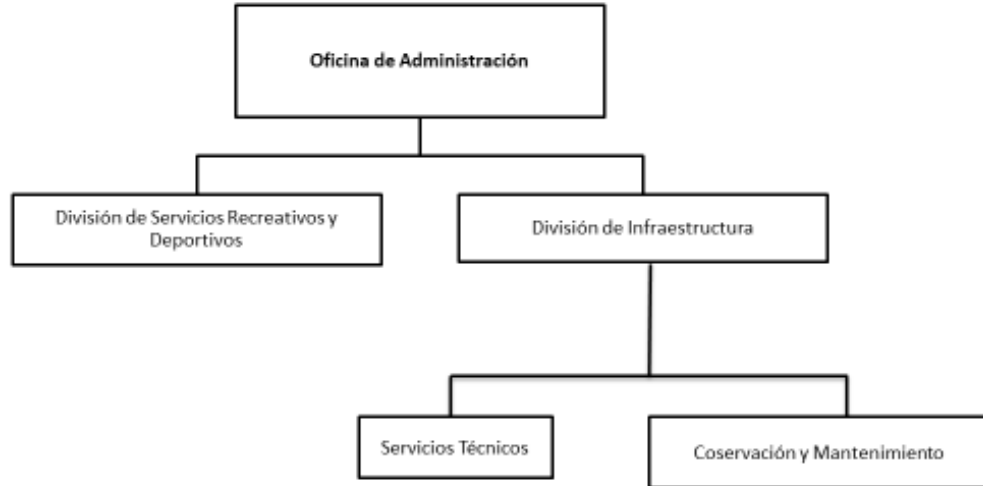 Oficina de Administración
División de Servicios Recreativos y
Deportivos
División de Infraestructura
Servicios Técnicos
Coservación y Mantenimiento